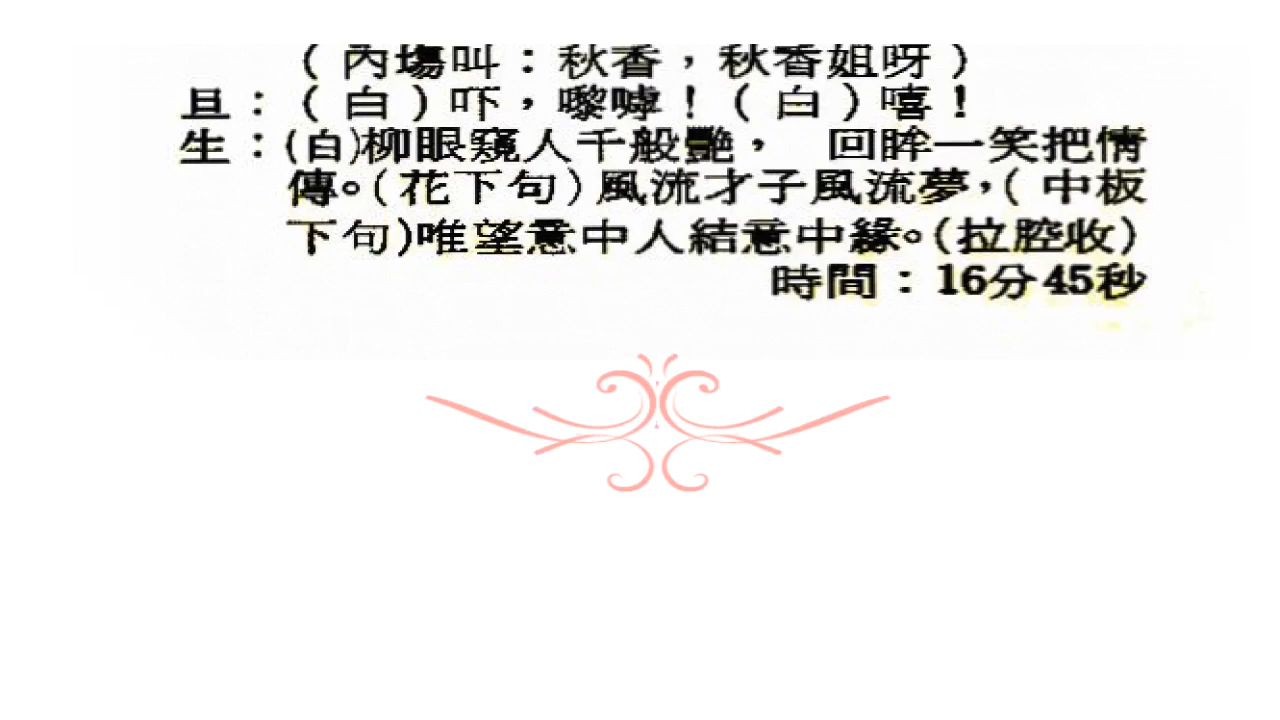 (內場叫：秋香，秋香姐呀)
旦：(白)吓，嚟嘑！(白)嘻！
生：(白)柳眼窺人千般艷， 回眸一笑把情
傳。(花下句)風流才子風流夢，(中板
下句)唯望意中人結意中緣。(拉腔收)
時間：16分45秒